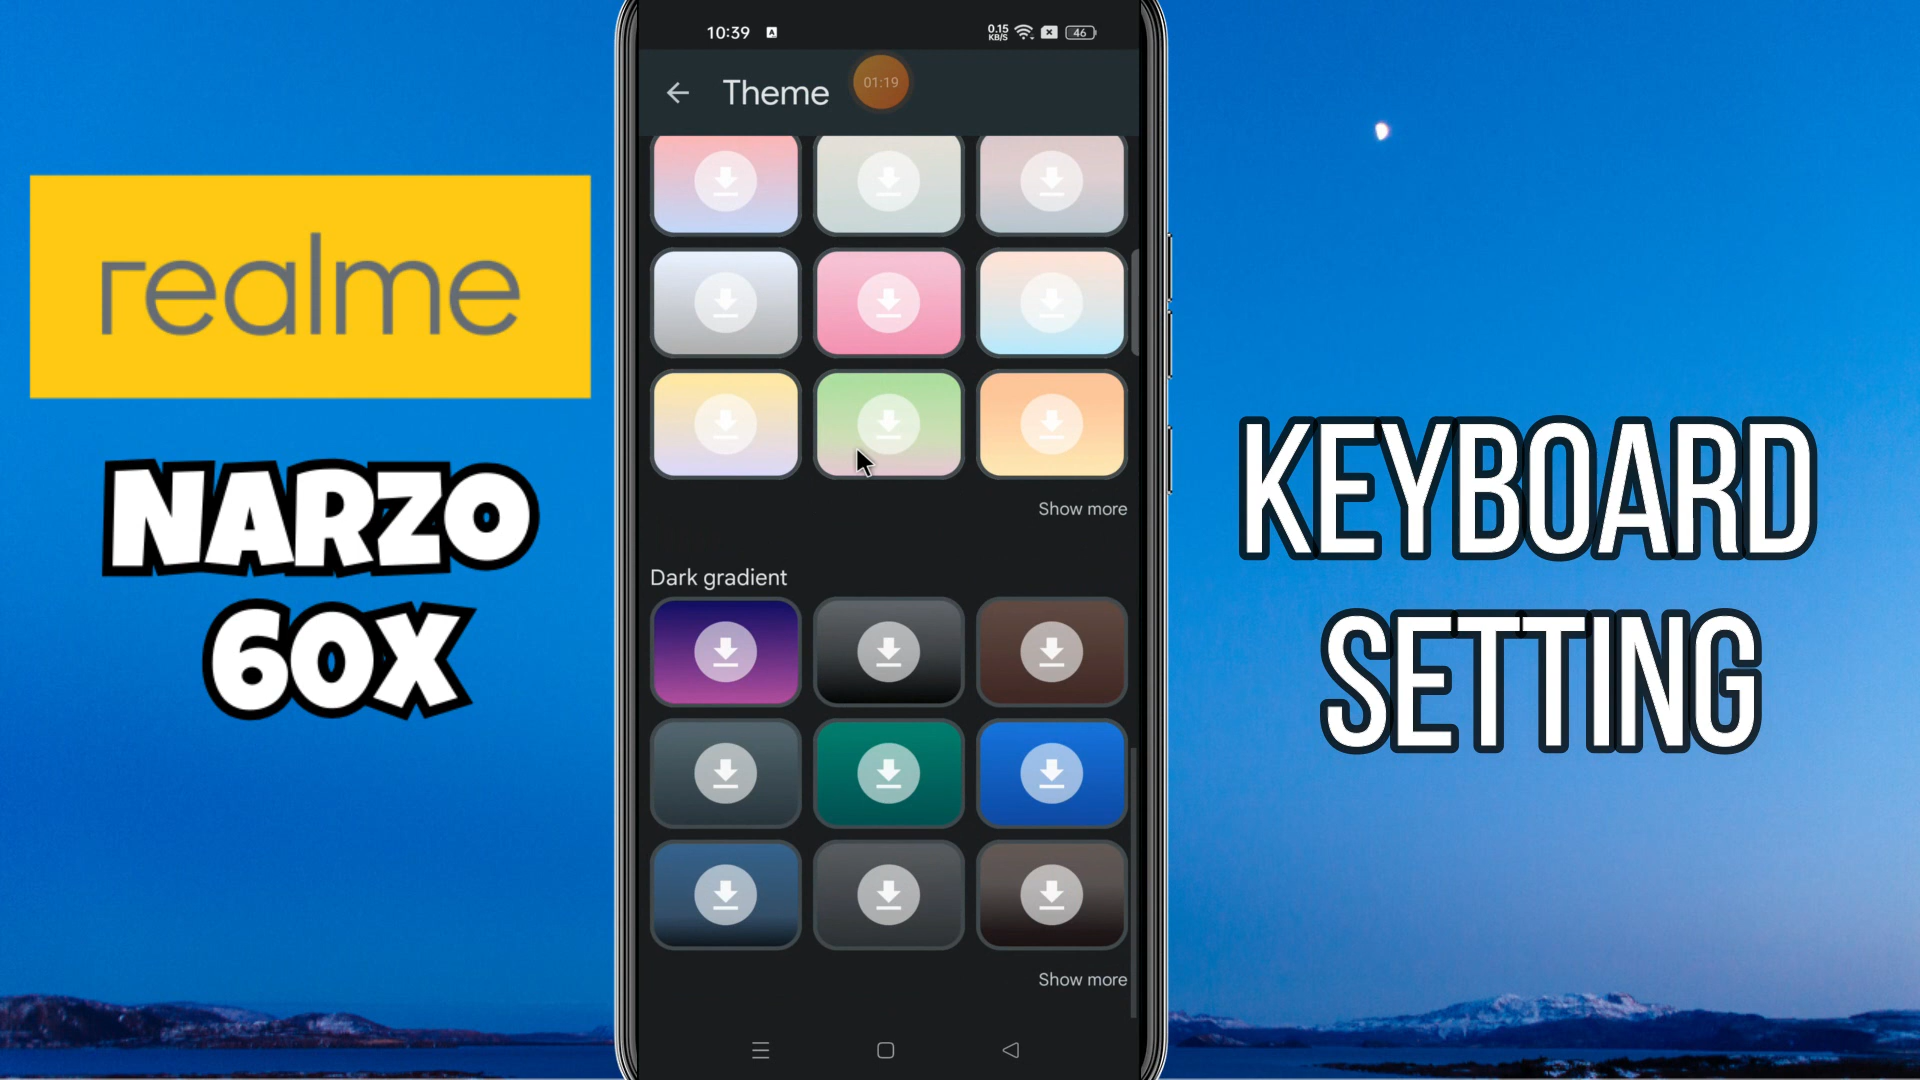 10:39
0.15
KB/S
46
Theme
01:19
realme
NARZO
60X
KEYBOARD
SETTING
Show more
Dark gradient
Show more